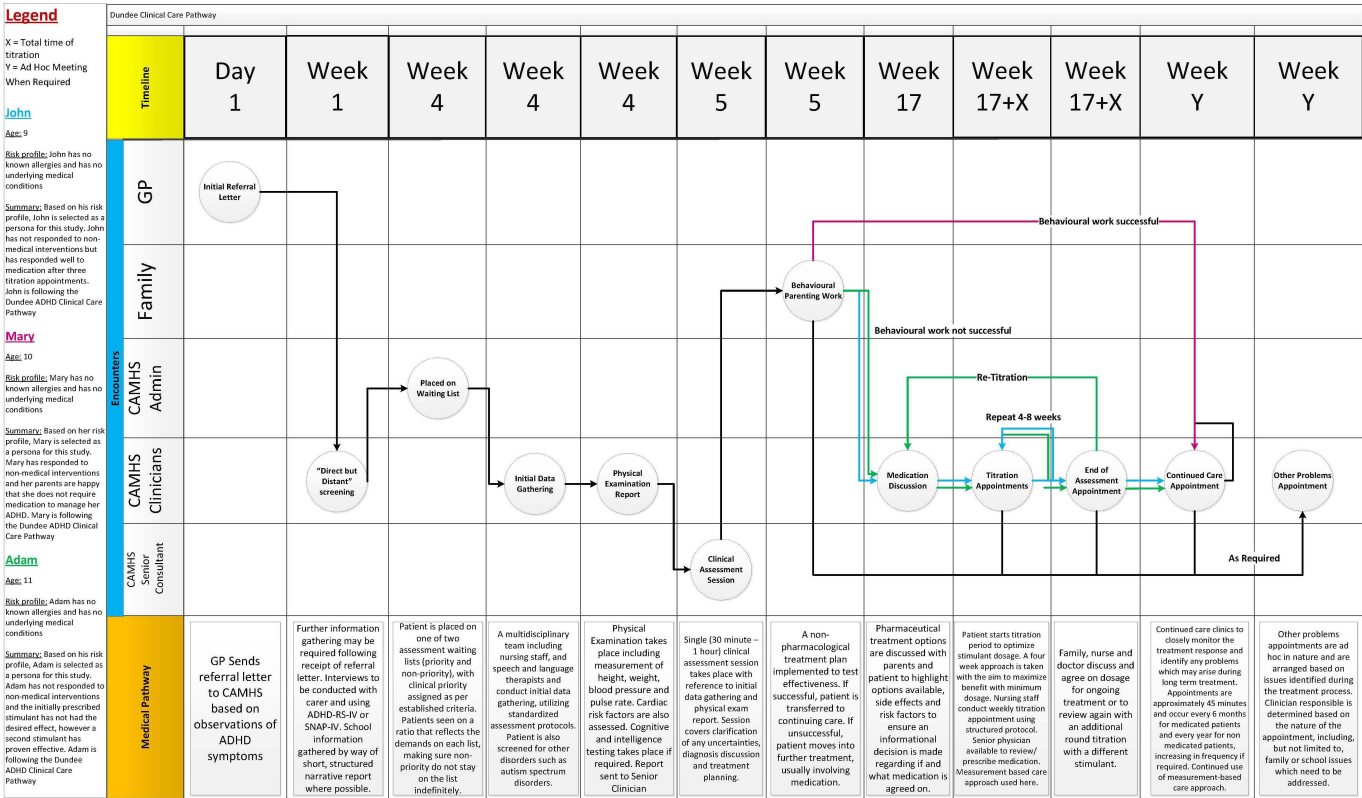 Legend
X = Total time of
titration
Y = Ad Hoc Meeting
When Required
John
Age: 9
Risk profile: John has no
known allergies and has no
underlying medical
conditions
Summary: Based on his risk
profile, John is selected as a
persona for this study. John
has not responded to non-
medical interventions but
has responded well to
medication after three
titration appointments.
John is following the
Dundee ADHD Clinical Care
Pathway
Mary
Age: 10
Risk profile: Mary has no
known allergies and has no
underlying medical
conditions
Summary: Based on her risk
profile, Mary is selected as
a persona for this study.
Mary has responded to
non-medical interventions
and her parents are happy
that she does not require
medication to manage her
ADHD. Mary is following
the Dundee ADHD Clinical
Care Pathway
Adam
Age: 11
Risk profile: Adam has no
known allergies and has no
underlying medical
conditions
Summary: Based on his risk
profile, Adam is selected as
a persona for this study.
Adam has not responded to
non-medical interventions
and the initially prescribed
stimulant has not had the
desired effect, however a
second stimulant has
proven effective. Adam is
following the Dundee
ADHD Clinical Care
Pathway
Dundee Clinical Care Pathway
Timeline
Day
1
Week
1
Week
4
Week
4
Week
4
Week
5
Week
5
Week
17
Week
17+X
Week
17+X
Week
Y
Week
Y
Encounters
GP
Initial Referral
Letter
Behavioural work successful
Family
Behavioural
Parenting Work
Behavioural work not successful
CAMHS
Admin
Placed on
Waiting List
Re-Titration
Repeat 4-8 weeks
CAMHS
Clinicians
"Direct but
Distant"
screening
Initial Data
Gathering
Physical
Examination
Report
Medication
Discussion
Titration
Appointments
End of
Assessment
Appointment
Continued Care
Appointment
Other Problems
Appointment
CAMHS
Senior
Consultant
Clinical
Assessment
Session
As Required
Medical Pathway
GP Sends
referral letter
to CAMHS
based on
observations of
ADHD
symptoms
Further information
gathering may be
required following
receipt of referral
letter. Interviews to
be conducted with
carer and using
ADHD-RS-IV or
SNAP-IV. School
information
gathered by way of
short, structured
narrative report
where possible.
Patient is placed on
one of two
assessment waiting
lists (priority and
non-priority), with
clinical priority
assigned as per
established criteria.
Patients seen on a
ratio that reflects the
demands on each list,
making sure non-
priority do not stay
on the list
indefinitely.
A multidisciplinary
team including
nursing staff, and
speech and language
therapists and
conduct initial data
gathering, utilizing
standardized
assessment protocols.
Patient is also
screened for other
disorders such as
autism spectrum
disorders.
Physical
Examination takes
place including
measurement of
height, weight,
blood pressure and
pulse rate. Cardiac
risk factors are also
assessed. Cognitive
and intelligence
testing takes place if
required. Report
sent to Senior
Clinician
Single (30 minute –
1 hour) clinical
assessment session
takes place with
reference to initial
data gathering and
physical exam
report. Session
covers clarification
of any uncertainties,
diagnosis discussion
and treatment
planning.
A non-
pharmacological
treatment plan
implemented to test
effectiveness. If
successful, patient is
transferred to
continuing care. If
unsuccessful,
patient moves into
further treatment,
usually involving
medication.
Pharmaceutical
treatment options
are discussed with
parents and
patient to highlight
options available,
side effects and
risk factors to
ensure an
informational
decision is made
regarding if and
what medication is
agreed on.
Patient starts titration
period to optimize
stimulant dosage. A four
week approach is taken
with the aim to maximize
benefit with minimum
dosage. Nursing staff
conduct weekly titration
appointment using
structured protocol.
Senior physician
available to review/
prescribe medication.
Measurement based care
approach used here.
Family, nurse and
doctor discuss and
agree on dosage
for ongoing
treatment or to
review again with
an additional
round titration
with a different
stimulant.
Continued care clinics to
closely monitor the
treatment response and
identify any problems
which may arise during
long term treatment.
Appointments are
approximately 45 minutes
and occur every 6 months
for medicated patients
and every year for non
medicated patients,
increasing in frequency if
required. Continued use
of measurement-based
care approach.
Other problems
appointments are ad
hoc in nature and are
arranged based on
issues identified during
the treatment process.
Clinician responsible is
determined based on
the nature of the
appointment, including,
but not limited to,
family or school issues
which need to be
addressed.